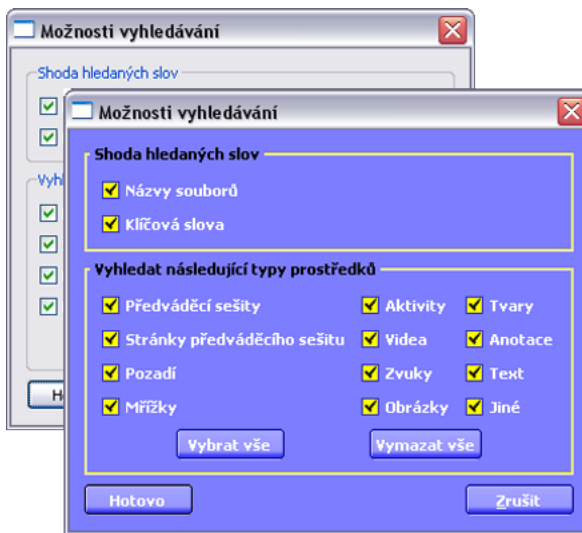 Možnosti vyhledávání
Shoda hledaných slov
Možnosti vyhledávání
Shoda hledaných slov
Názvy souborů
Klíčová slova
Vyhledat následující typy prostředků
Předváděcí sešity Aktivity Tvary
Stránky předváděcího sešitu Videa Anotace
Pozadí Zvuky Text
Mřížky Obrázky Jiné
Vybrat vše Vymazat vše
Hotovo Zrušit